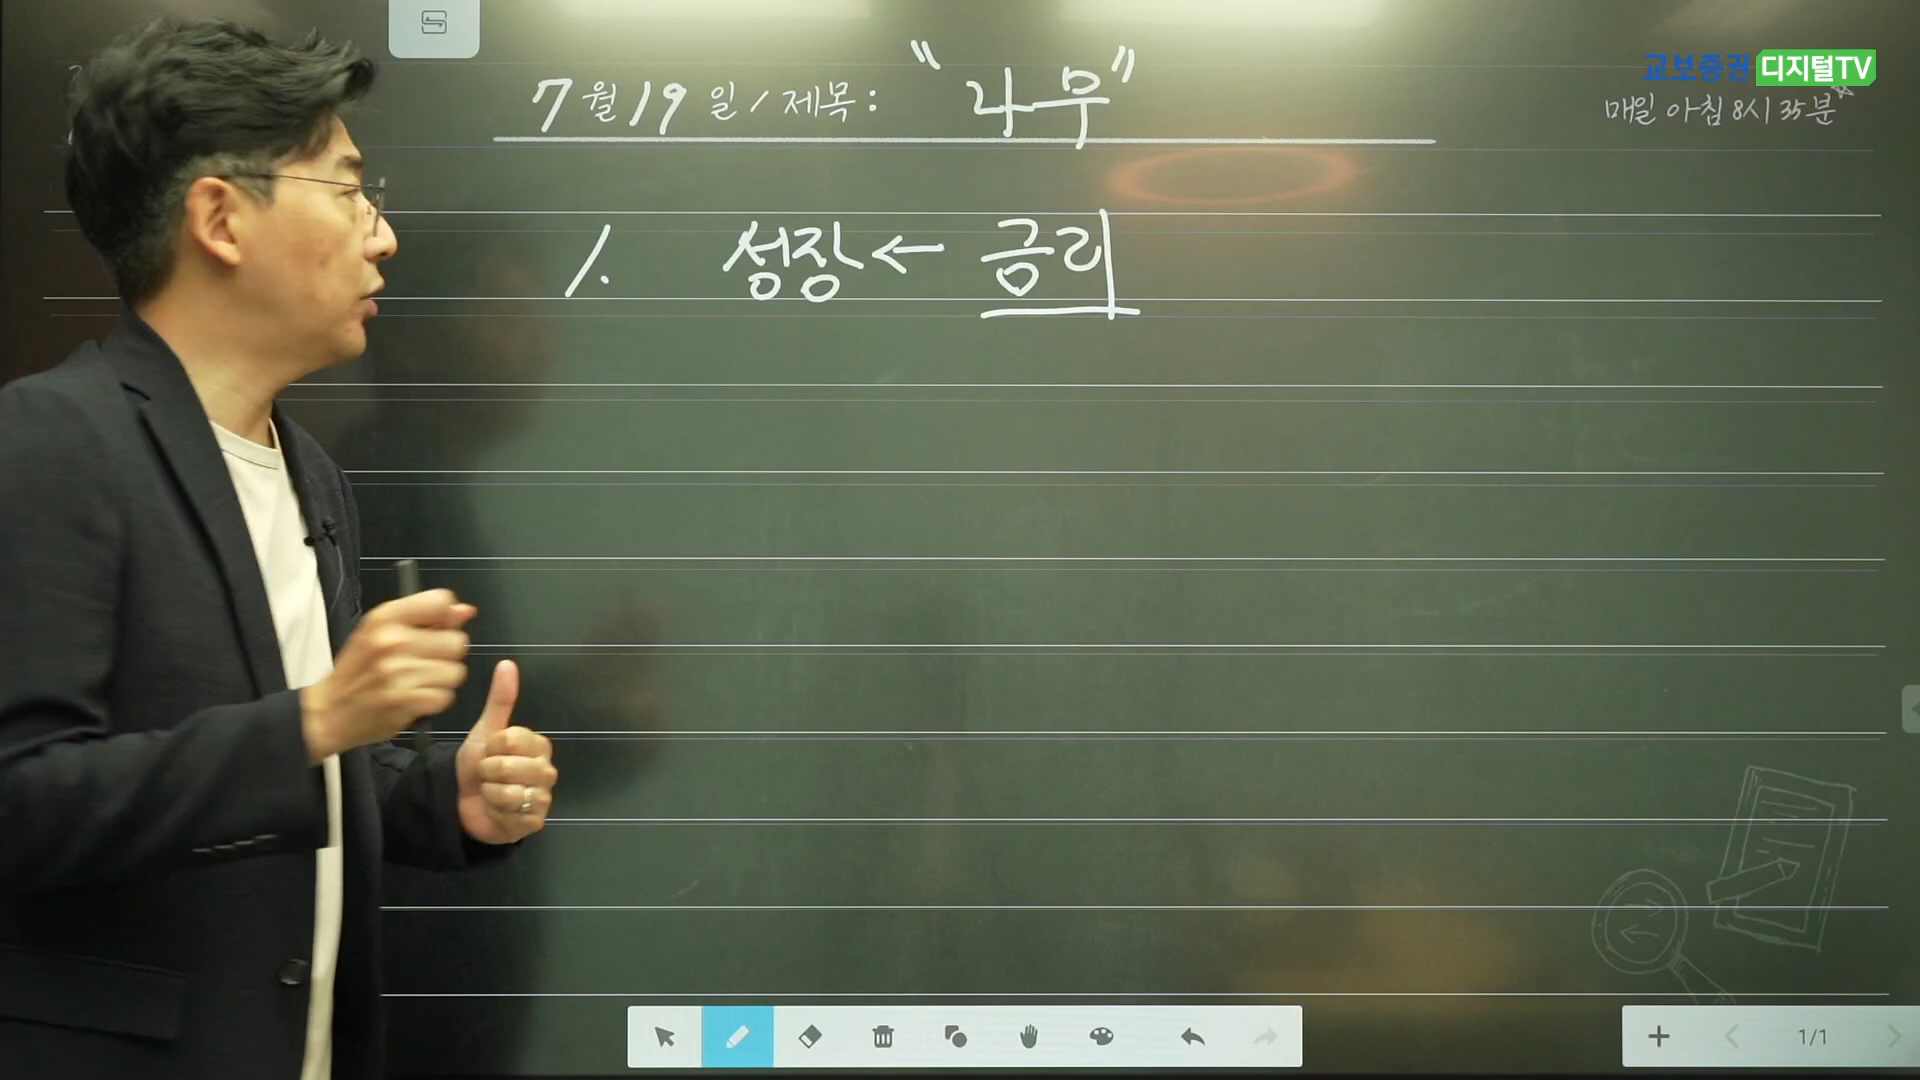 교보증권 디지털TV
7월 19일 / 제목 : "나무"
매일 아침 8시 35분
1. 성장 ← 금리
1/1